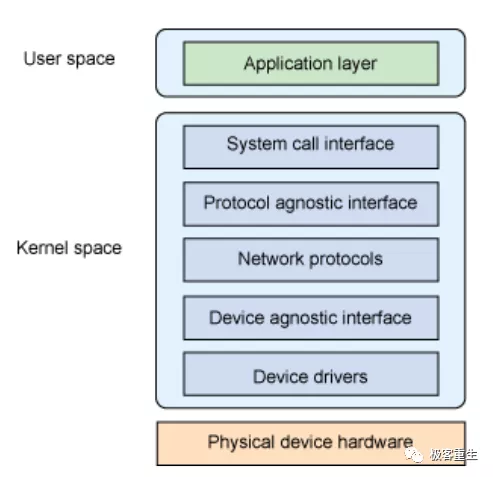 User space
Application layer
Kernel space
System call interface
Protocol agnostic interface
Network protocols
Device agnostic interface
Device drivers
Physical device hardware
极客重生